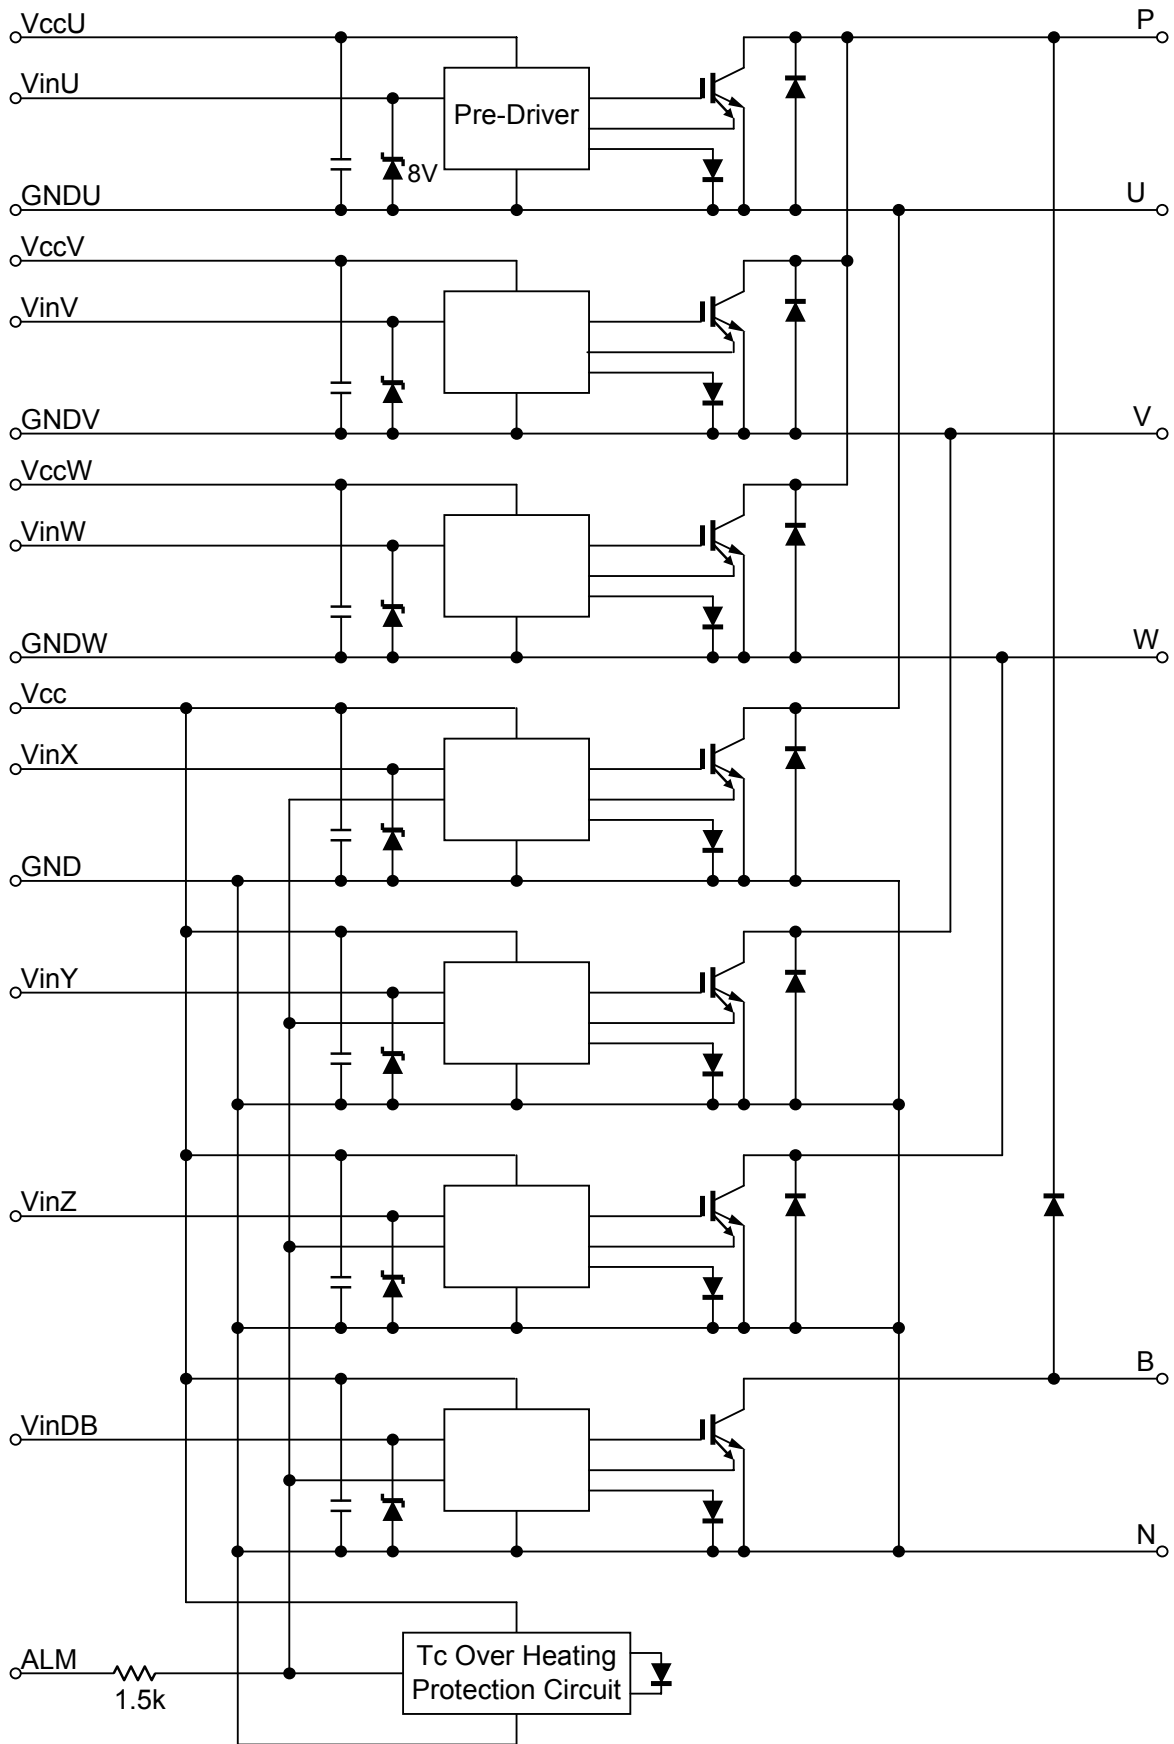 VccU
P
VinU
Pre-Driver
8V
GNDU
U
VccV
VinV
GNDV
V
VccW
VinW
GNDW
W
Vcc
VinX
GND
VinY
VinZ
B
VinDB
N
ALM
1.5k
Tc Over Heating
Protection Circuit